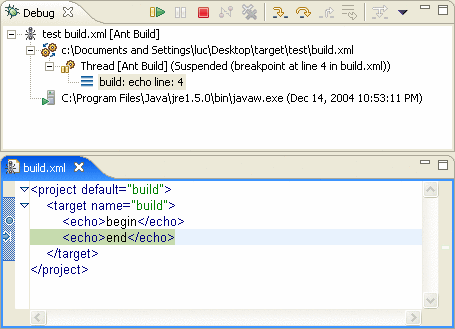 Debug
test build.xml [Ant Build]
c:\Documents and Settings\luc\Desktop\target\test\build.xml
Thread [Ant Build] (Suspended (breakpoint at line 4 in build.xml))
build: echo line: 4
C:\Program Files\Java\jre1.5.0\bin\javaw.exe (Dec 14, 2004 10:53:11 PM)
build.xml
<project default="build">
<target name="build">
<echo>begin</echo>
<echo>end</echo>
</target>
</project>